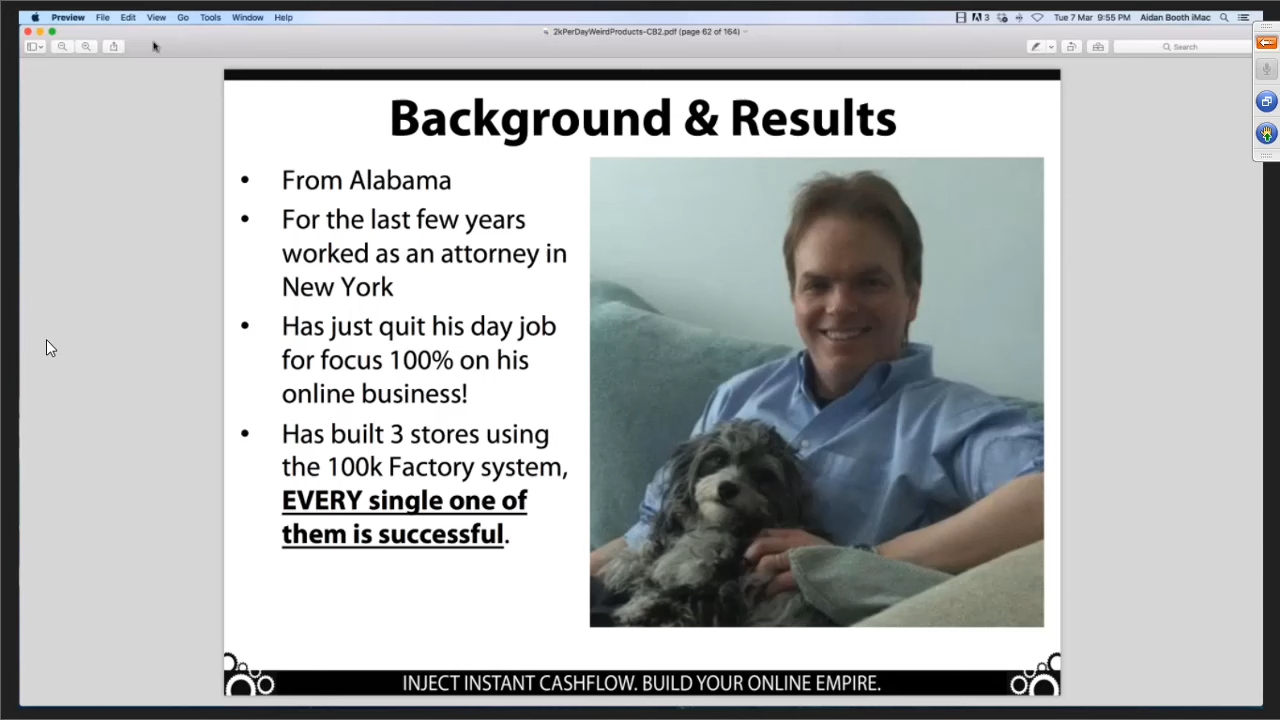 Preview File Edit View Go Tools Window Help
3 Tue 7 Mar 9:55 PM Aidan Booth iMac
2kPerDayWeirdProducts-CB2.pdf (page 62 of 164)
Search
Background & Results
• From Alabama
• For the last few years
worked as an attorney in
New York
• Has just quit his day job
for focus 100% on his
online business!
• Has built 3 stores using
the 100k Factory system,
EVERY single one of
them is successful.
INJECT INSTANT CASHFLOW. BUILD YOUR ONLINE EMPIRE.